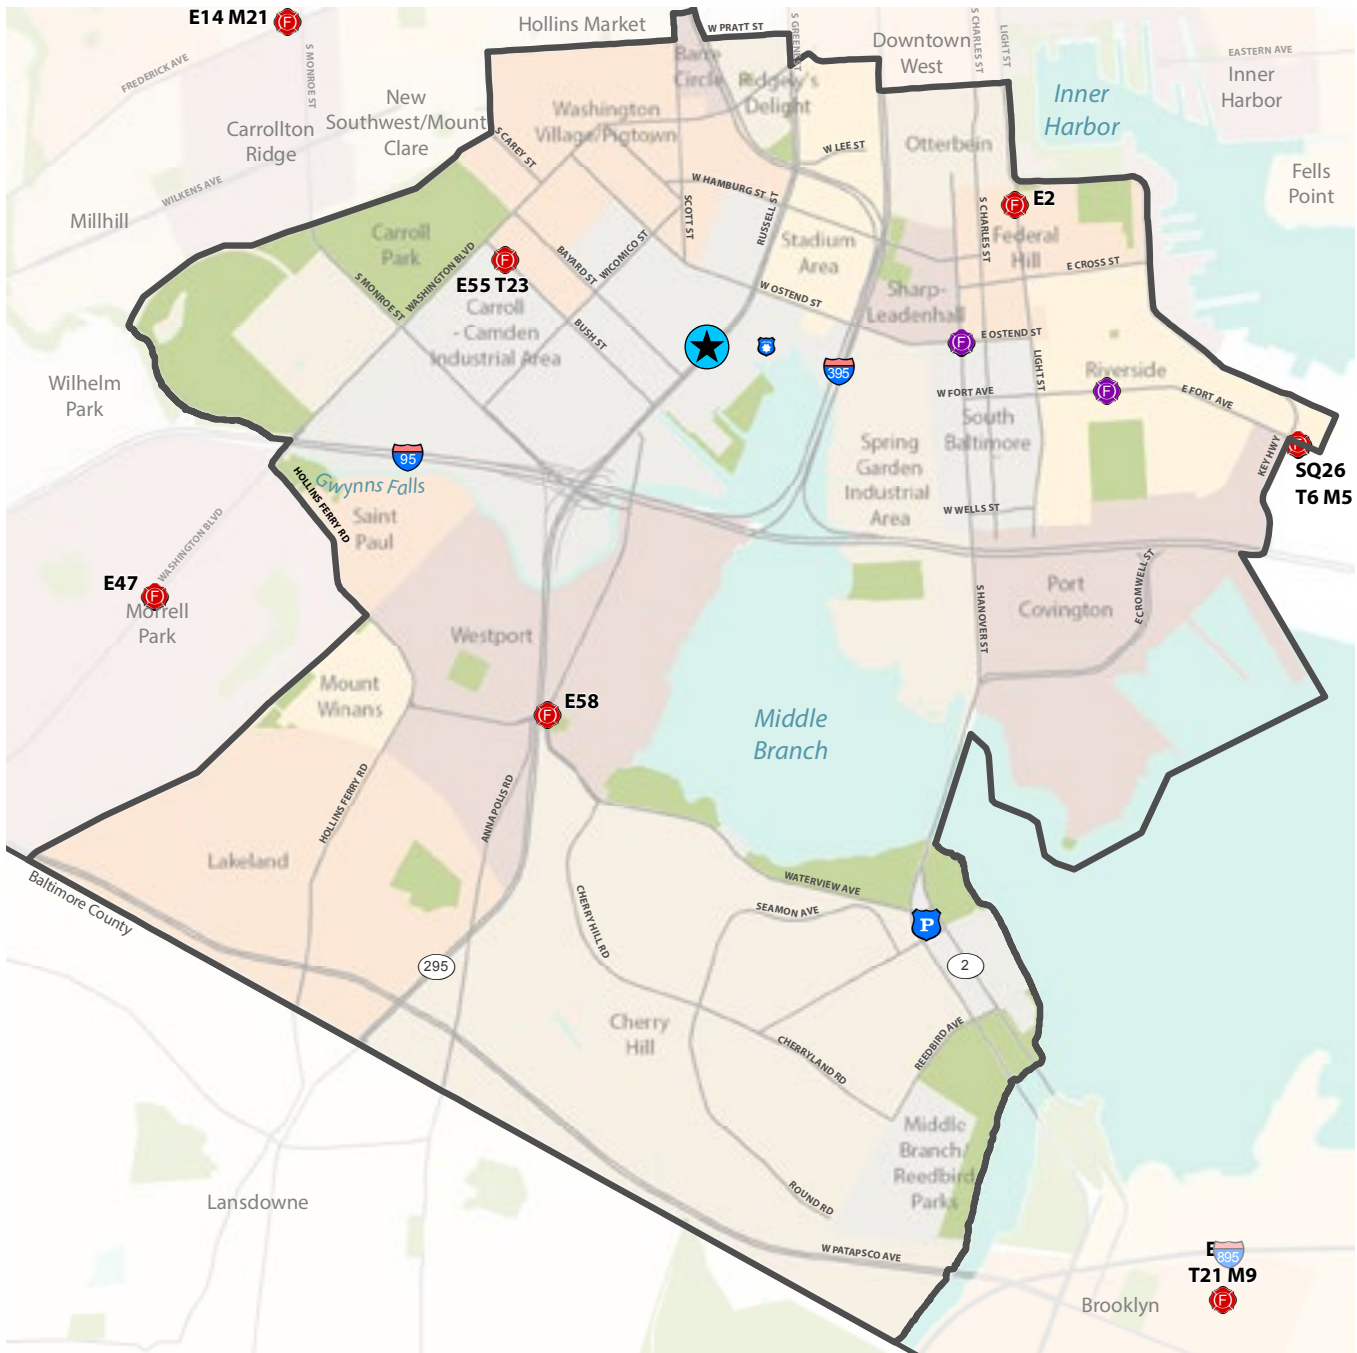 E14 M21
Hollins Market
W PRATT ST
S GREENE ST
S CHARLES ST
LIGHT ST
Downtown
West
EASTERN AVE
Inner
Harbor
FREDERICK AVE
S MONROE ST
Barre
Circle
Ridgely's
Delight
Inner
Harbor
New
Southwest/Mount
Clare
Carrollton
Ridge
Washington
Village/Pigtown
S CAREY ST
W LEE ST
Otterbein
Fells
Point
WILKENS AVE
Millhill
W HAMBURG ST
SCOTT ST
RUSSELL ST
S CHARLES ST
E2
Federal
Hill
Carroll
Park
WASHINGTON BLVD
S MONROE ST
E55 T23
BAYARD ST
WICOMICO ST
Stadium
Area
E CROSS ST
Carroll
- Camden
Industrial Area
BUSH ST
W OSTEND ST
Sharp-
Leadenhall
E OSTEND ST
LIGHT ST
395
Wilhelm
Park
Riverside
W FORT AVE
E FORT AVE
South
Baltimore
KEY HWY
SQ26
T6 M5
95
Gwynns Falls
HOLLINS FERRY RD
Saint
Paul
Spring
Garden
Industrial
Area
W WELLS ST
WASHINGTON BLVD
E47
Morrell
Park
Westport
S HANOVER ST
Port
Covington
E CROMWELL ST
Mount
Winans
E58
Middle
Branch
HOLLINS FERRY RD
ANNAPOLIS RD
Lakeland
Baltimore County
WATERVIEW AVE
SEAMON AVE
P
CHERRY HILL RD
295
2
Cherry
Hill
CHERRYLAND RD
REEDBIRD AVE
Middle
Branch/
Reedbird
Parks
ROUND RD
Lansdowne
W PATAPSCO AVE
E
895
T21 M9
Brooklyn